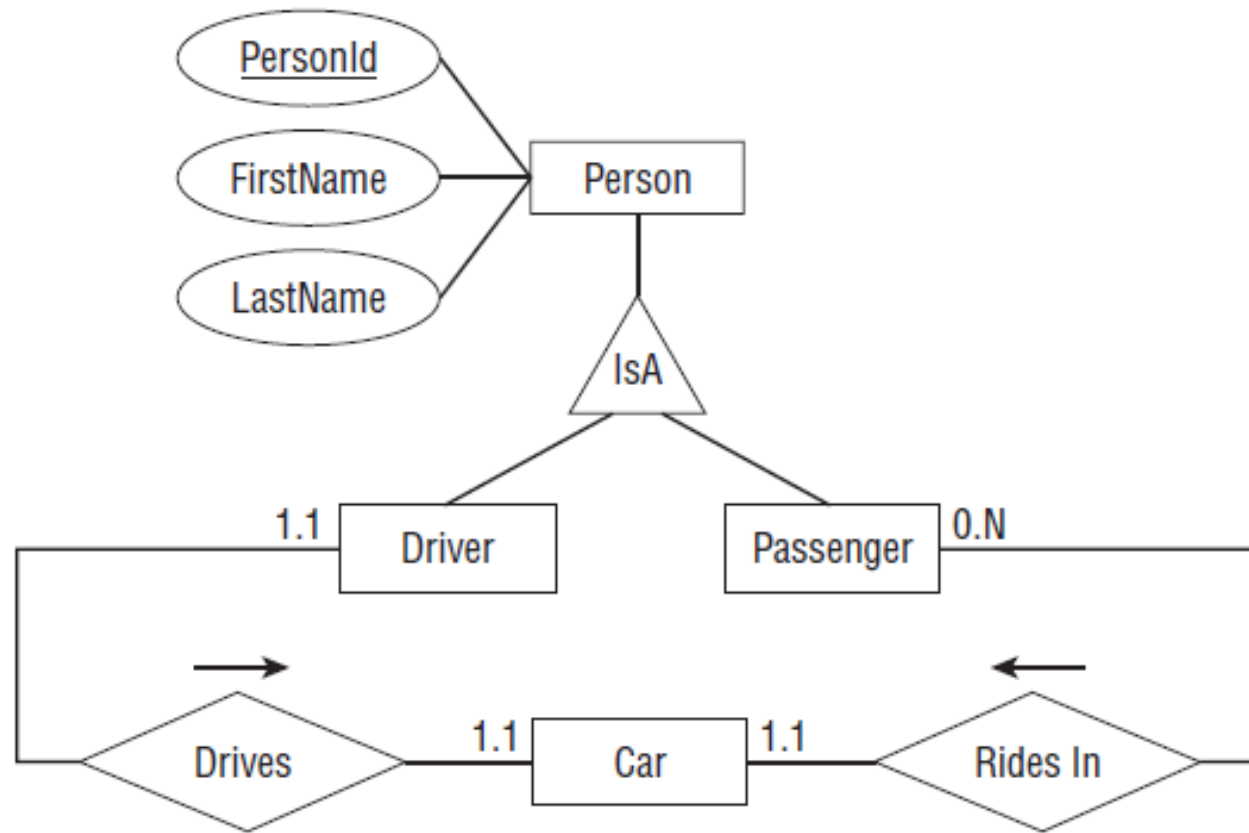 PersonId
FirstName
Person
LastName
IsA
1.1
Driver
Passenger
0.N
Drives
1.1
Car
1.1
Rides In